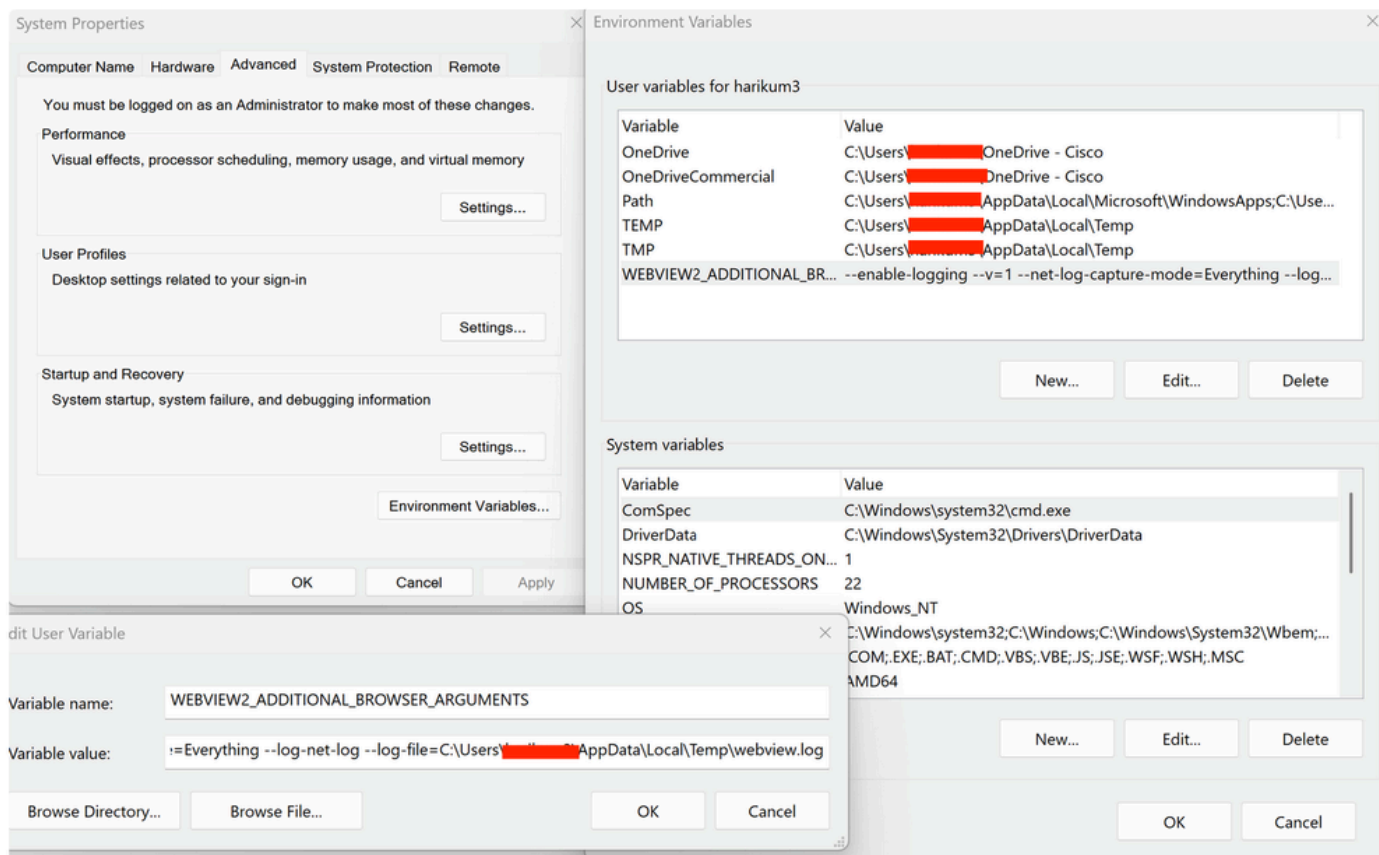 System Properties
Computer Name Hardware Advanced System Protection Remote
You must be logged on as an Administrator to make most of these changes.
Performance
Visual effects, processor scheduling, memory usage, and virtual memory
Settings...
User Profiles
Desktop settings related to your sign-in
Settings...
Startup and Recovery
System startup, system failure, and debugging information
Settings...
Environment Variables...
OK Cancel Apply
Environment Variables
User variables for harikum3
Variable Value
OneDrive C:\Users\ OneDrive - Cisco
OneDriveCommercial C:\Users\ OneDrive - Cisco
Path C:\Users\ AppData\Local\Microsoft\WindowsApps;C:\Use...
TEMP C:\Users\ AppData\Local\Temp
TMP C:\Users\ AppData\Local\Temp
WEBVIEW2_ADDITIONAL_BR... --enable-logging --v=1 --net-log-capture-mode=Everything --log...
New... Edit... Delete
System variables
Variable Value
ComSpec C:\Windows\system32\cmd.exe
DriverData C:\Windows\System32\Drivers\DriverData
NSPR_NATIVE_THREADS_ON... 1
NUMBER_OF_PROCESSORS 22
OS Windows_NT
C:\Windows\system32;C:\Windows;C:\Windows\System32\Wbem;...
.COM;.EXE;.BAT;.CMD;.VBS;.VBE;.JS;.JSE;.WSF;.WSH;.MSC
AMD64
New... Edit... Delete
OK Cancel
dit User Variable
Variable name: WEBVIEW2_ADDITIONAL_BROWSER_ARGUMENTS
Variable value: =Everything --log-net-log --log-file=C:\Users\ AppData\Local\Temp\webview.log
Browse Directory... Browse File... OK Cancel